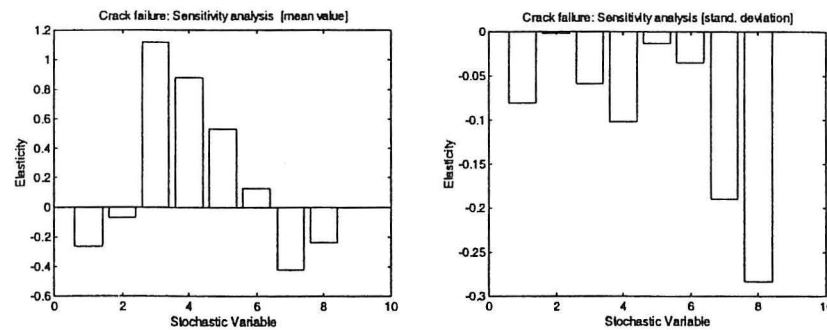 Crack failure: Sensitivity analysis [mean value]
1.2
1
0.8
0.6
0.4
0.2
0
-0.2
-0.4
-0.6
Elasticity
0 2 4 6 8 10
Stochastic Variable
Crack failure: Sensitivity analysis [stand. deviation]
0
-0.05
-0.1
-0.15
-0.2
-0.25
-0.3
Elasticity
0 2 4 6 8 10
Stochastic Variable